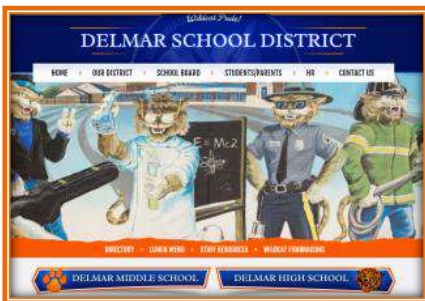 Wildcat Pride!
DELMAR SCHOOL DISTRICT
HOME OUR DISTRICT SCHOOL BOARD STUDENTS/PARENTS HR CONTACT US
E = Mc2
DIRECTORY • LUNCH MENU • STAFF RESOURCES • WILDCAT FUNDRAISING
DELMAR MIDDLE SCHOOL DELMAR HIGH SCHOOL